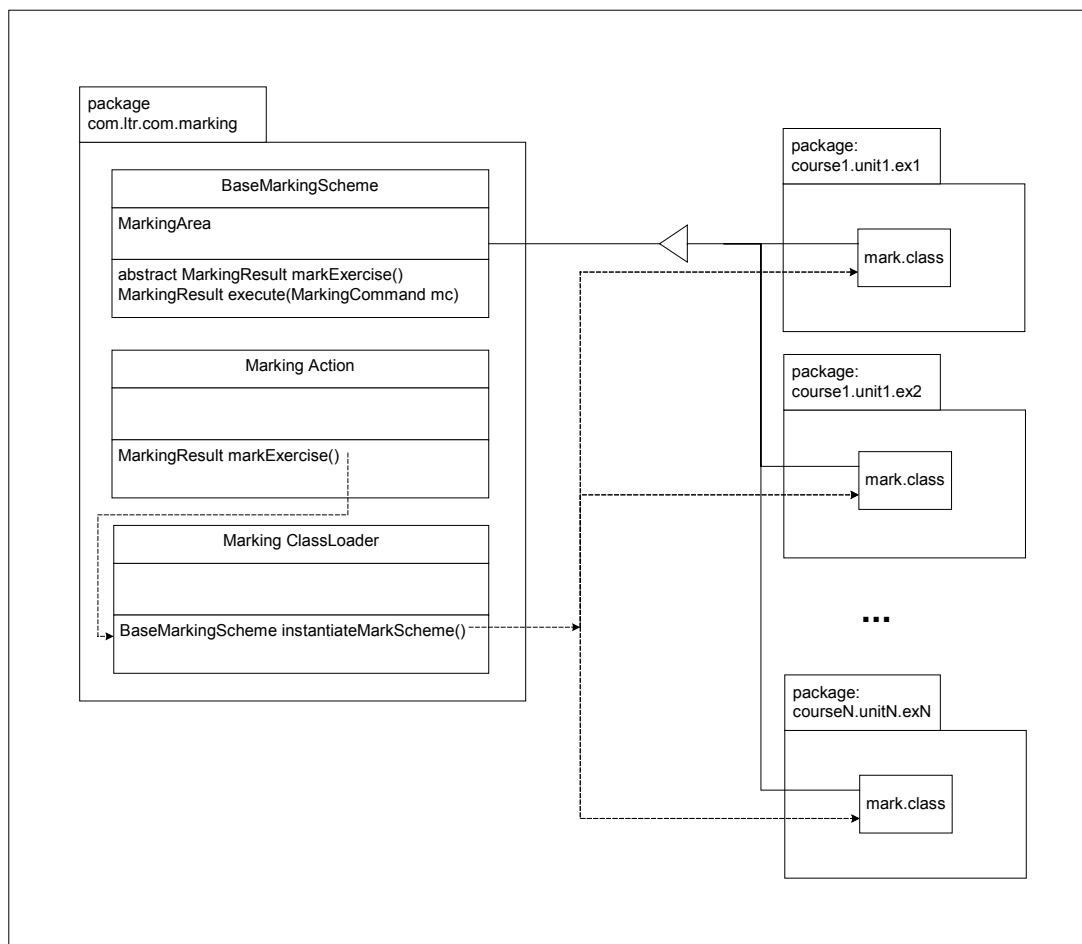 package
com.ltr.com.marking
BaseMarkingScheme
MarkingArea
abstract MarkingResult markExercise()
MarkingResult execute(MarkingCommand mc)
Marking Action
MarkingResult markExercise()
Marking ClassLoader
BaseMarkingScheme instantiateMarkScheme()
package:
course1.unit1.ex1
mark.class
package:
course1.unit1.ex2
mark.class
...
package:
courseN.unitN.exN
mark.class